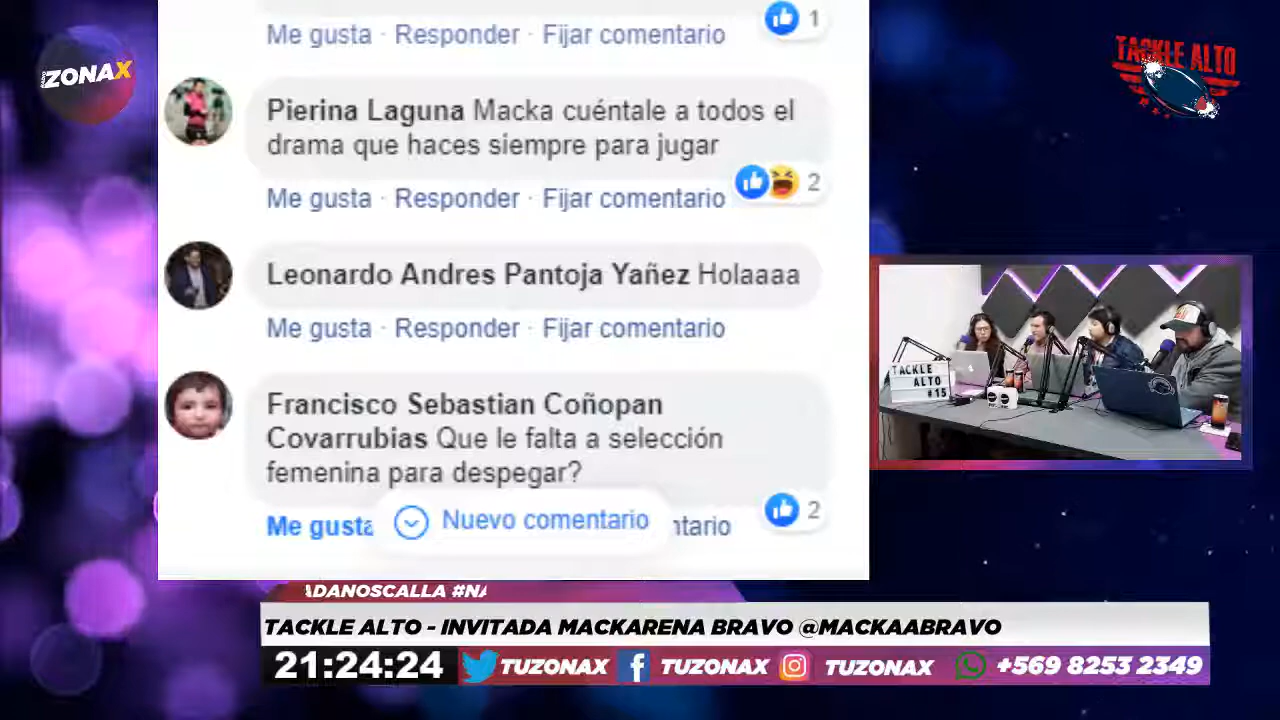 ZONAX
TACKLE ALTO
1
Me gusta · Responder · Fijar comentario
Pierina Laguna Macka cuéntale a todos el
drama que haces siempre para jugar
2
Me gusta · Responder · Fijar comentario
Leonardo Andres Pantoja Yañez Holaaaa
Me gusta · Responder · Fijar comentario
Francisco Sebastian Coñopan
Covarrubias Que le falta a selección
femenina para despegar?
2
Me gusta
Nuevo comentario
ntario
TACKLE
ALTO
#15
ADANOSCALLA #NA
TACKLE ALTO - INVITADA MACKARENA BRAVO @MACKAABRAVO
21:24:24 TUZONAX TUZONAX TUZONAX +569 8253 2349